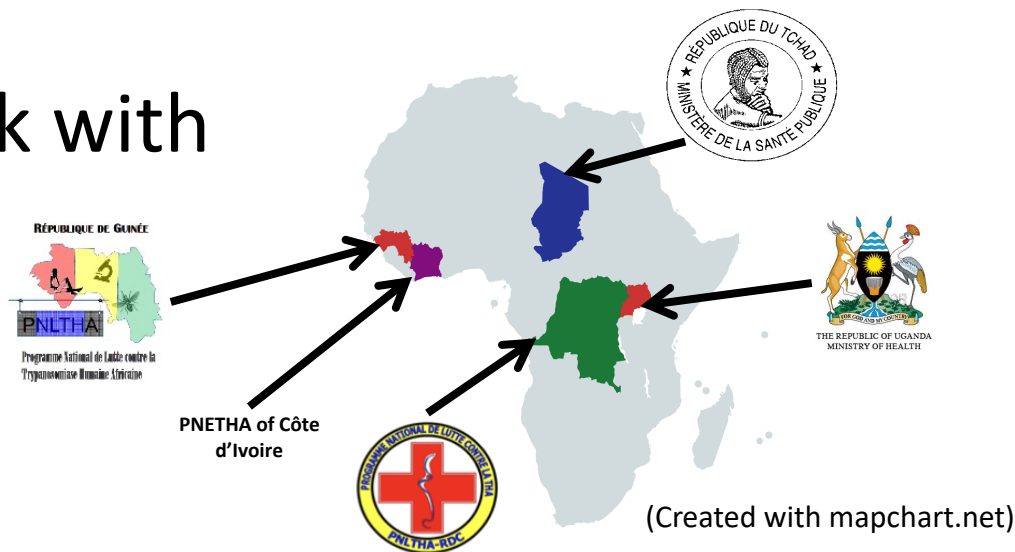 k with
RÉPUBLIQUE DU TCHAD
★ MINISTÈRE DE LA SANTE PUBLIQUE ★
RÉPUBLIQUE DE GUINÉE
PNLTHA
Programme National de Lutte contre la
Trypanosomiase Humaine Africaine
FOR GOD AND MY COUNTRY
THE REPUBLIC OF UGANDA
MINISTRY OF HEALTH
PNETHA of Côte
d’Ivoire
PROGRAMME NATIONAL DE LUTTE CONTRE LA THA
PNLTHA-RDC
(Created with mapchart.net)